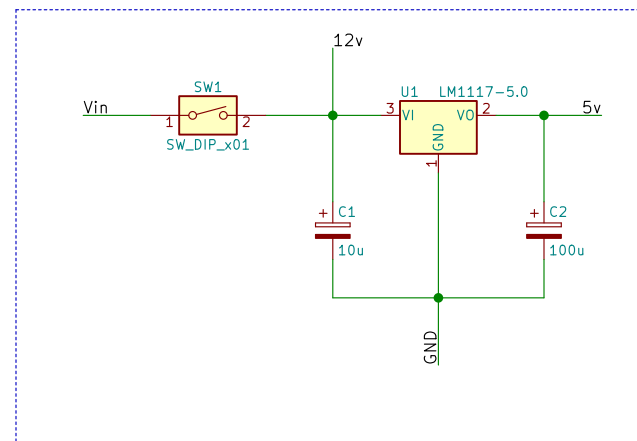 12v
SW1
U1 LM1117-5.0
Vin
1 2
3 VI VO 2
5v
SW_DIP_x01
GND
1
+ C1
10u
+ C2
100u
GND